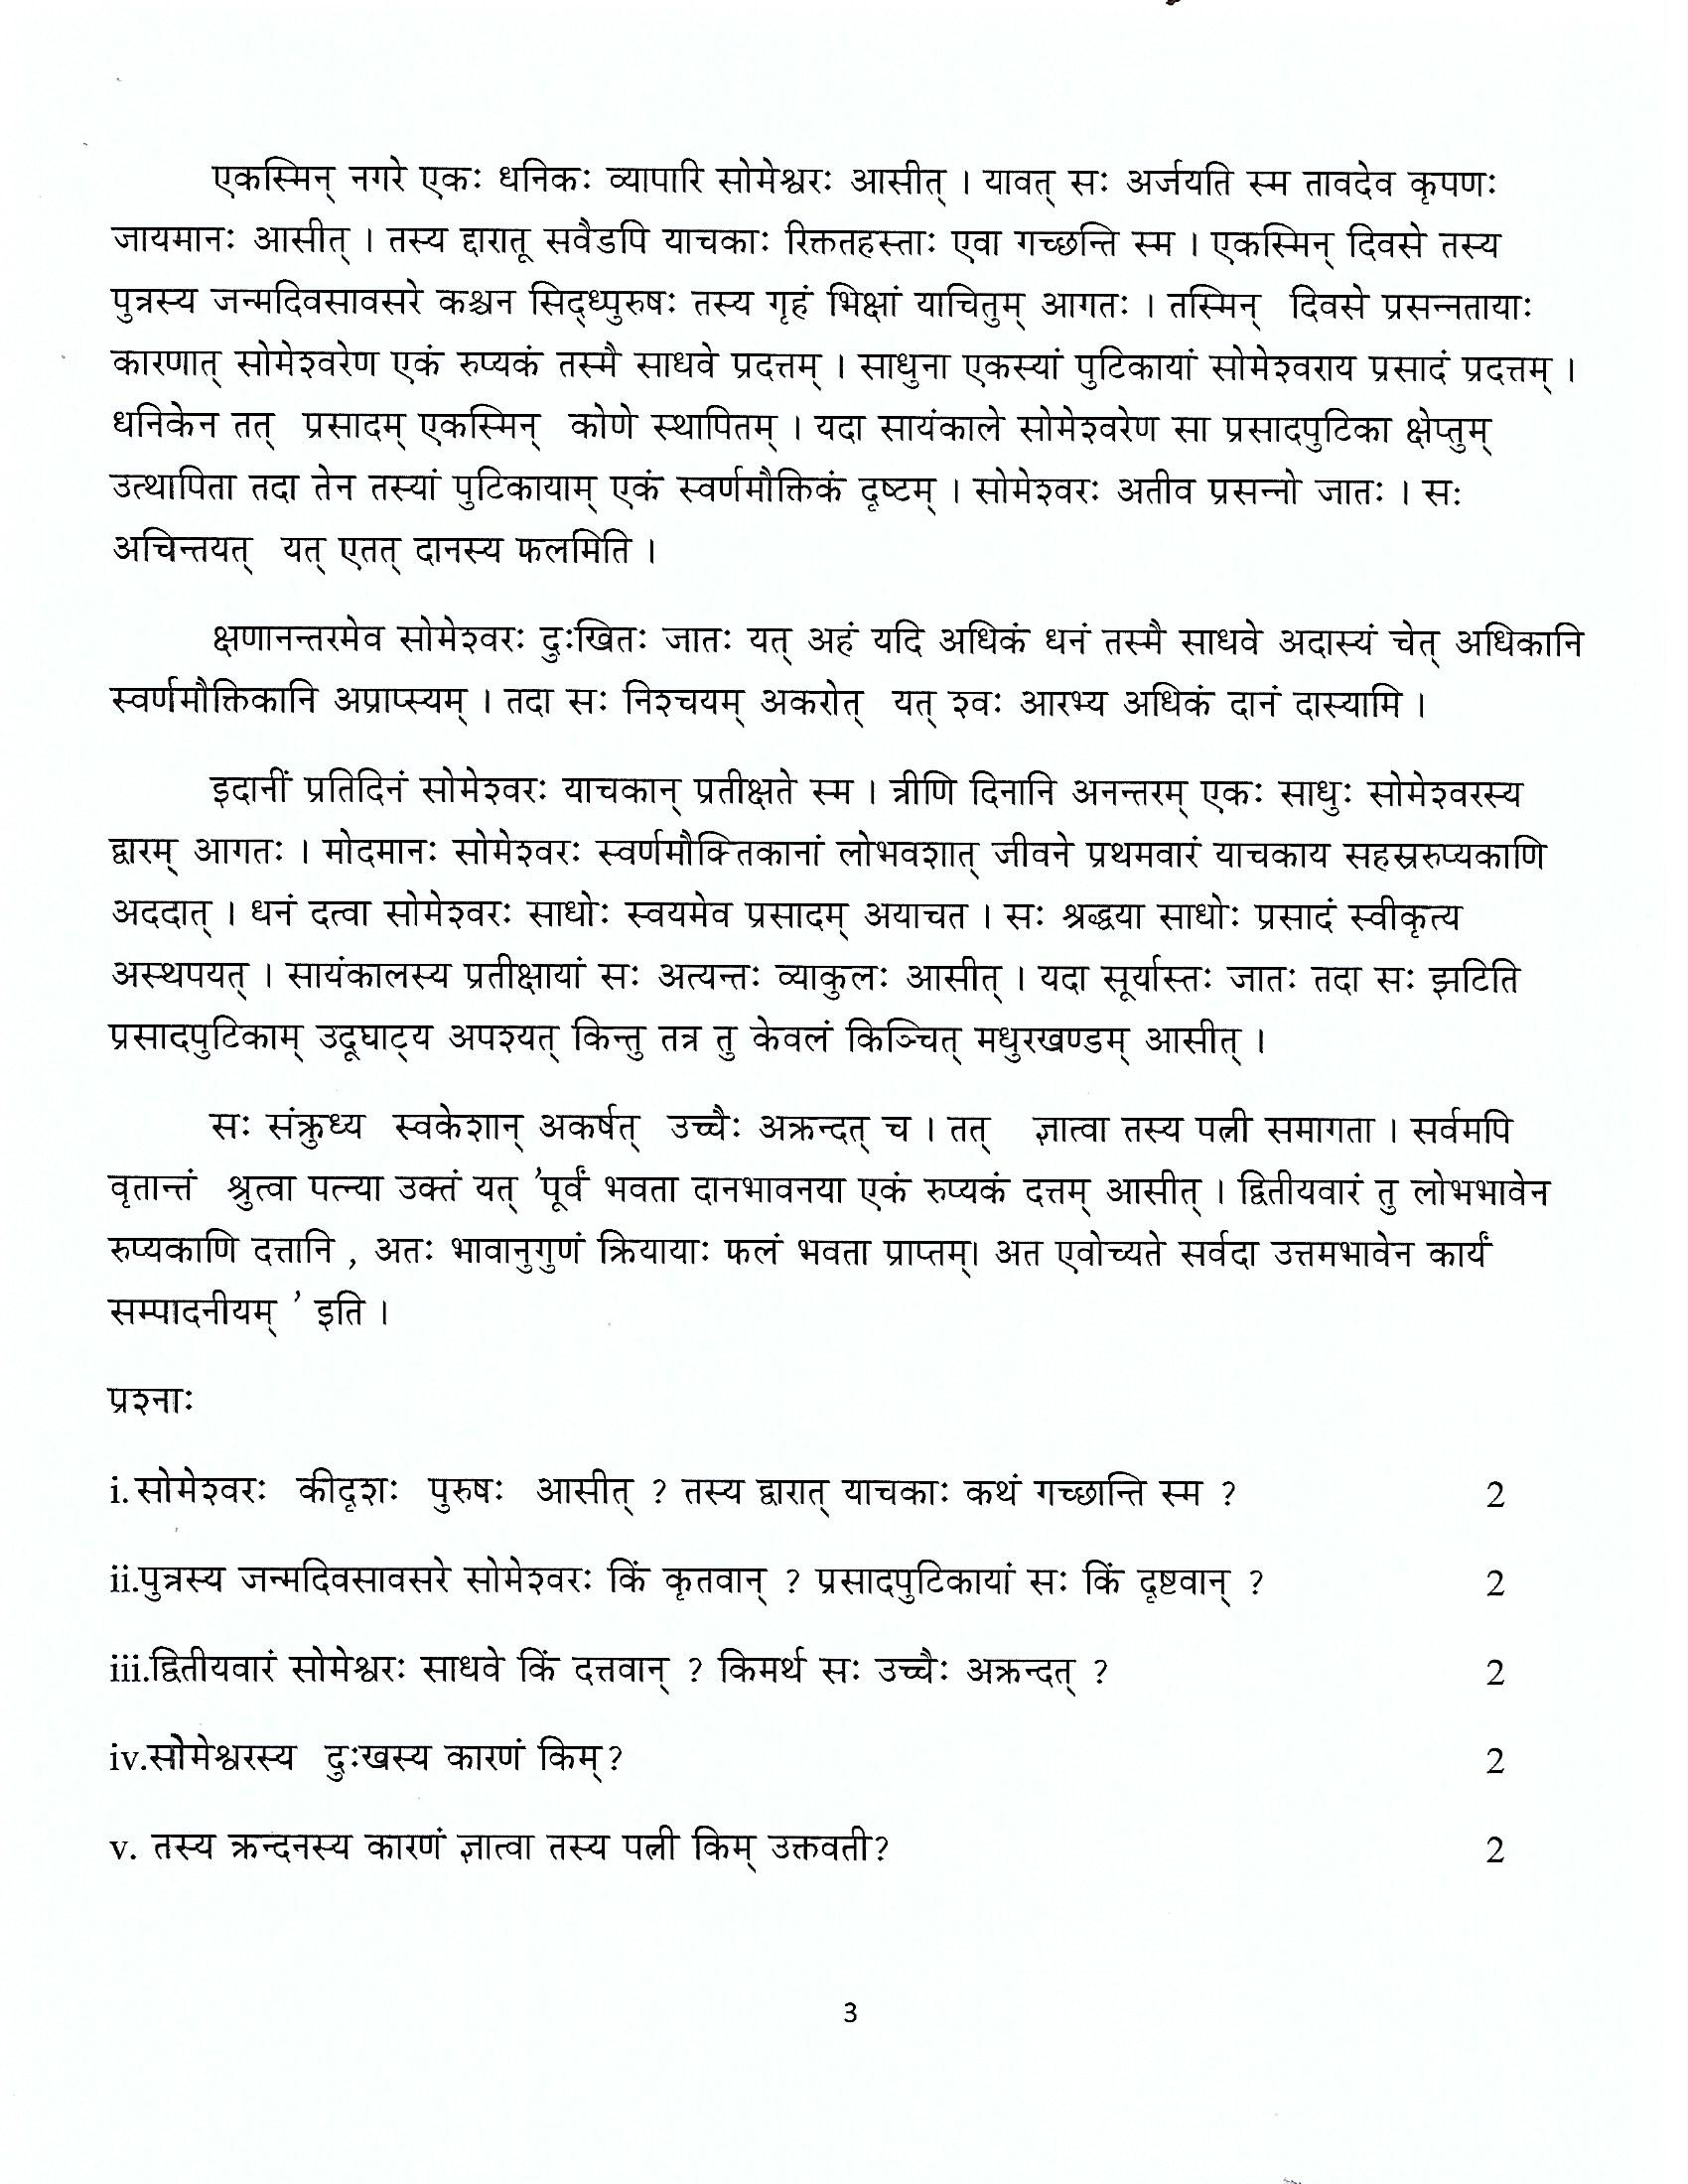 एकस्मिन् नगरे एकः धनिकः व्यापारि सोमेश्वरः आसीत् । यावत् सः अर्जयति स्म तावदेव कृपणः
जायमानः आसीत् । तस्य द्वारातू सवैडपि याचकाः रिक्ततहस्ताः एवा गच्छन्ति स्म । एकस्मिन् दिवसे तस्य
पुत्रस्य जन्मदिवसावसरे कश्चन सिद्ध्पुरुषः तस्य गृहं भिक्षां याचितुम् आगतः । तस्मिन् दिवसे प्रसन्नतायाः
कारणात् सोमेश्वरेण एकं रुप्यकं तस्मै साधवे प्रदत्तम् । साधुना एकस्यां पुटिकायां सोमेश्वराय प्रसादं प्रदत्तम् ।
धनिकेन तत् प्रसादम् एकस्मिन् कोणे स्थापितम् । यदा सायंकाले सोमेश्वरेण सा प्रसादपुटिका क्षेप्तुम्
उत्थापिता तदा तेन तस्यां पुटिकायाम् एकं स्वर्णमौक्तिकं दृष्टम् । सोमेश्वरः अतीव प्रसन्नो जातः । सः
अचिन्तयत् यत् एतत् दानस्य फलमिति ।
क्षणानन्तरमेव सोमेश्वरः दुःखितः जातः यत् अहं यदि अधिकं धनं तस्मै साधवे अदास्यं चेत् अधिकानि
स्वर्णमौक्तिकानि अप्राप्स्यम् । तदा सः निश्चयम् अकरोत् यत् श्वः आरभ्य अधिकं दानं दास्यामि ।
इदानीं प्रतिदिनं सोमेश्वरः याचकान् प्रतीक्षते स्म । त्रीणि दिनानि अनन्तरम् एकः साधुः सोमेश्वरस्य
द्वारम् आगतः । मोदमानः सोमेश्वरः स्वर्णमौक्तिकानां लोभवशात् जीवने प्रथमवारं याचकाय सहस्ररुप्यकाणि
अददात् । धनं दत्वा सोमेश्वरः साधोः स्वयमेव प्रसादम् अयाचत । सः श्रद्धया साधोः प्रसादं स्वीकृत्य
अस्थपयत् । सायंकालस्य प्रतीक्षायां सः अत्यन्तः व्याकुलः आसीत् । यदा सूर्यास्तः जातः तदा सः झटिति
प्रसादपुटिकाम् उदूघाट्य अपश्यत् किन्तु तत्र तु केवलं किञ्चित् मधुरखण्डम् आसीत् ।
सः संक्रुध्य स्वकेशान् अकर्षत् उच्चैः अक्रन्दत् च । तत् ज्ञात्वा तस्य पत्नी समागता । सर्वमपि
वृतान्तं श्रुत्वा पत्न्या उक्तं यत् ’पूर्वं भवता दानभावनया एकं रुप्यकं दत्तम् आसीत् । द्वितीयवारं तु लोभभावेन
रुप्यकाणि दत्तानि , अतः भावानुगुणं क्रियायाः फलं भवता प्राप्तम्। अत एवोच्यते सर्वदा उत्तमभावेन कार्यं
सम्पादनीयम् ’ इति ।
प्रश्नाः
i. सोमेश्वरः कीदृशः पुरुषः आसीत् ? तस्य द्वारात् याचकाः कथं गच्छान्ति स्म ? 2
ii.पुत्रस्य जन्मदिवसावसरे सोमेश्वरः किं कृतवान् ? प्रसादपुटिकायां सः किं दृष्टवान् ? 2
iii.द्वितीयवारं सोमेश्वरः साधवे किं दत्तवान् ? किमर्थ सः उच्चैः अक्रन्दत् ? 2
iv.सोमेश्वरस्य दुःखस्य कारणं किम्? 2
v. तस्य क्रन्दनस्य कारणं ज्ञात्वा तस्य पत्नी किम् उक्तवती? 2
3